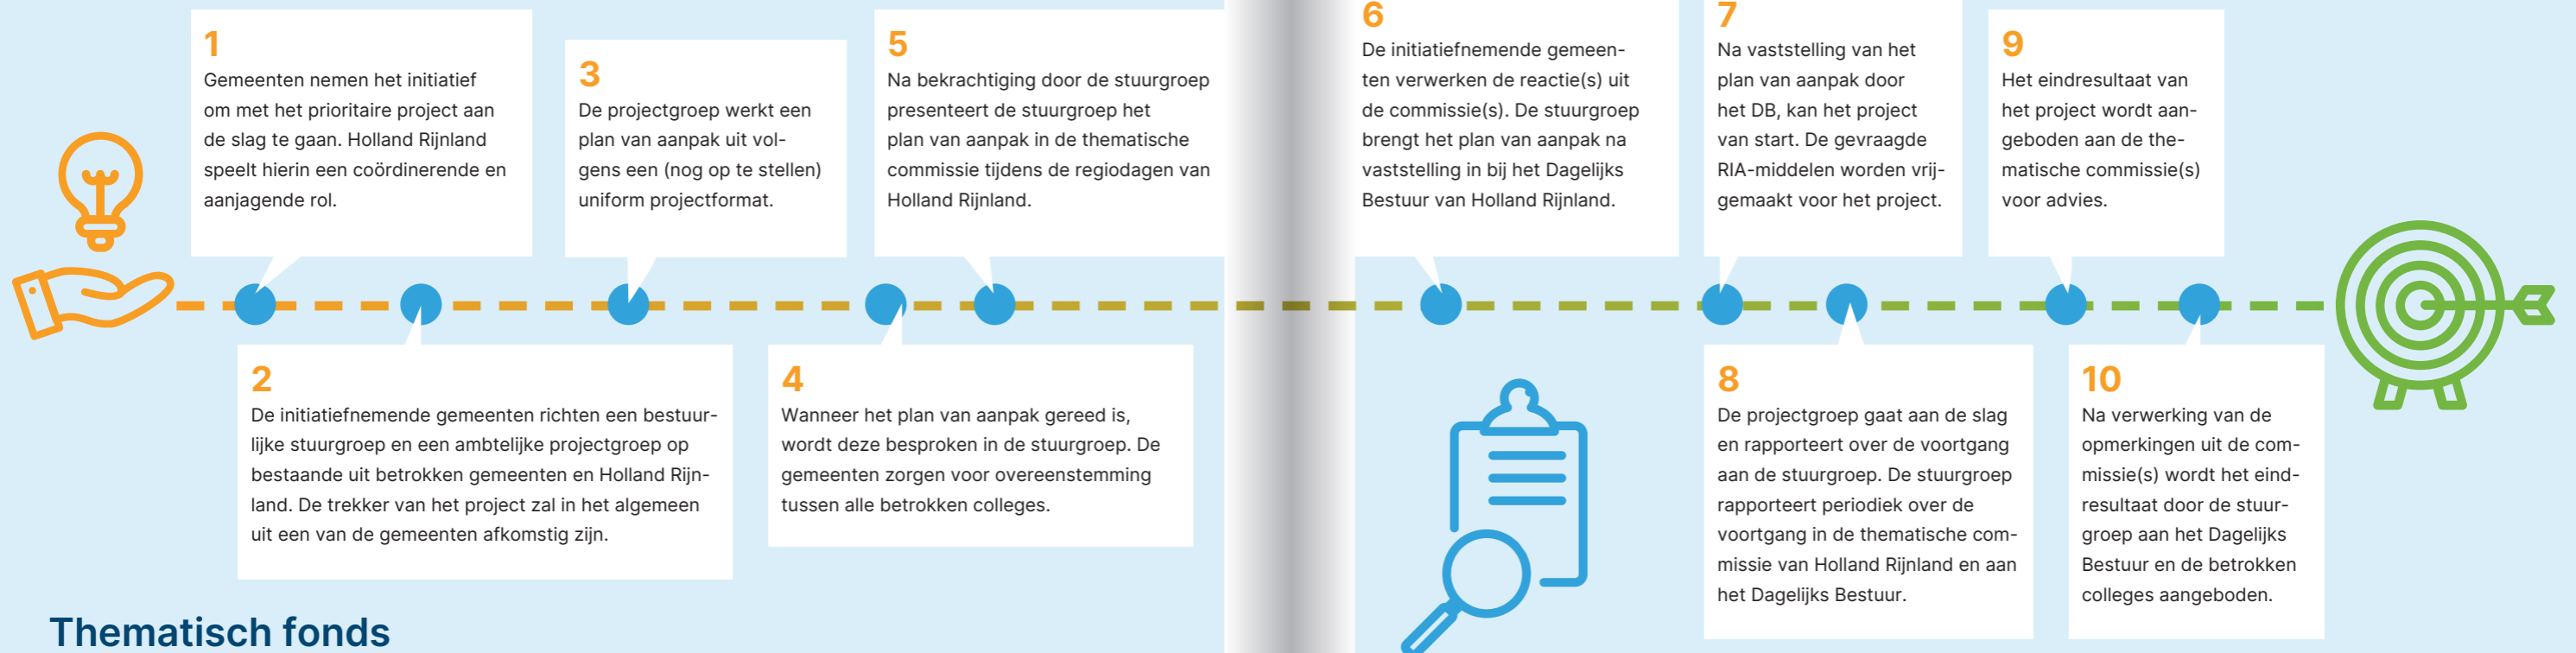 1
Gemeenten nemen het initiatief
om met het prioritaire project aan
de slag te gaan. Holland Rijnland
speelt hierin een coördinerende en
aanjagende rol.
2
De initiatiefnemende gemeenten richten een bestuur-
lijke stuurgroep en een ambtelijke projectgroep op
bestaande uit betrokken gemeenten en Holland Rijn-
land. De trekker van het project zal in het algemeen
uit een van de gemeenten afkomstig zijn.
3
De projectgroep werkt een
plan van aanpak uit vol-
gens een (nog op te stellen)
uniform projectformat.
4
Wanneer het plan van aanpak gereed is,
wordt deze besproken in de stuurgroep. De
gemeenten zorgen voor overeenstemming
tussen alle betrokken colleges.
5
Na bekrachtiging door de stuurgroep
presenteert de stuurgroep het
plan van aanpak in de thematische
commissie tijdens de regiodagen van
Holland Rijnland.
6
De initiatiefnemende gemeen-
ten verwerken de reactie(s) uit
de commissie(s). De stuurgroep
brengt het plan van aanpak na
vaststelling in bij het Dagelijks
Bestuur van Holland Rijnland.
7
Na vaststelling van het
plan van aanpak door
het DB, kan het project
van start. De gevraagde
RIA-middelen worden vrij-
gemaakt voor het project.
8
De projectgroep gaat aan de slag
en rapporteert over de voortgang
aan de stuurgroep. De stuurgroep
rapporteert periodiek over de
voortgang in de thematische com-
missie van Holland Rijnland en aan
het Dagelijks Bestuur.
9
Het eindresultaat van
het project wordt aan-
geboden aan de the-
matische commissie(s)
voor advies.
10
Na verwerking van de
opmerkingen uit de com-
missie(s) wordt het eind-
resultaat door de stuur-
groep aan het Dagelijks
Bestuur en de betrokken
colleges aangeboden.
Thematisch fonds